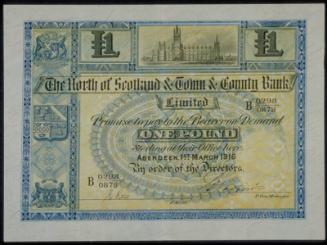 £1 £1
The North of Scotland & Town & County Bank
Limited
B 0298
0879
Promise to pay to the Bearer on Demand
ONE POUND
Sterling at their Office here
ABERDEEN 1ST MARCH 1916
By order of the Directors.
B 0298
0879